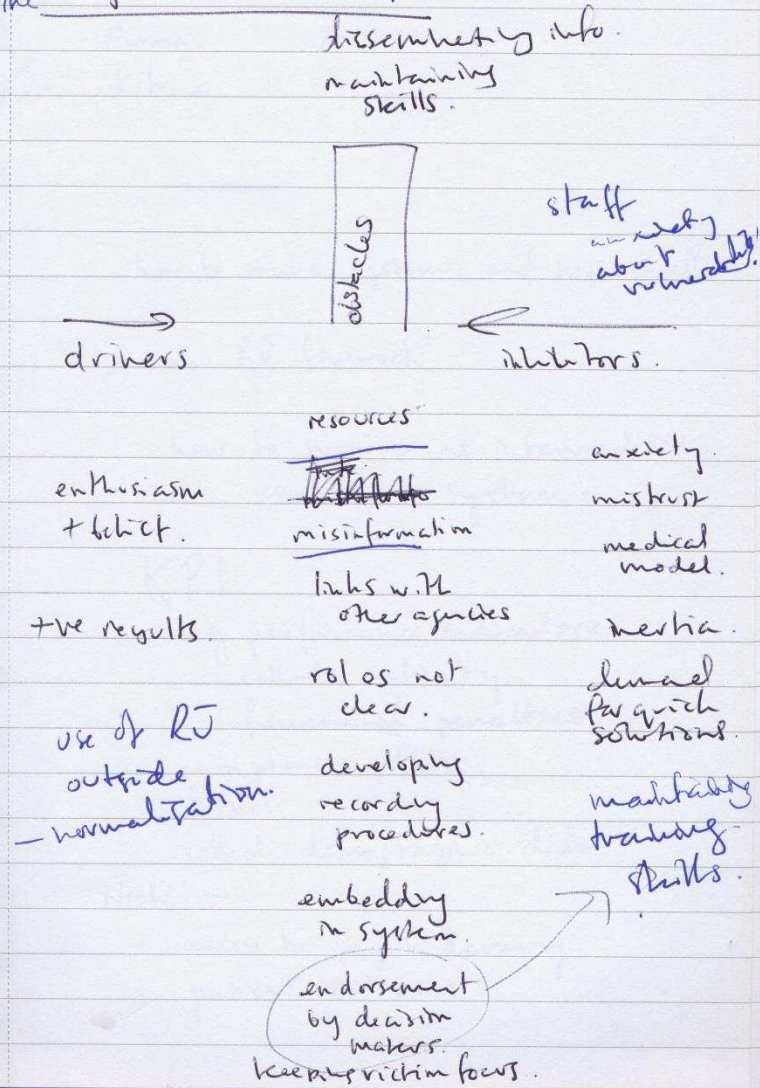 The
disseminating info.
maintaining
skills.
obstacles
staff
anxiety
about
vulnerability!
drivers
inhibitors.
resources
misinformation
links with
other agencies
roles not
clear.
developing
recording
procedures.
embedding
in system.
endorsement
by decision
makers.
keeping victim focus.
enthusiasm
+ belief.
+ve results.
use of RJ
outside
– normalisation.
anxiety.
mistrust
medical
model.
inertia.
demand
for quick
solutions.
maintaining
training
skills.